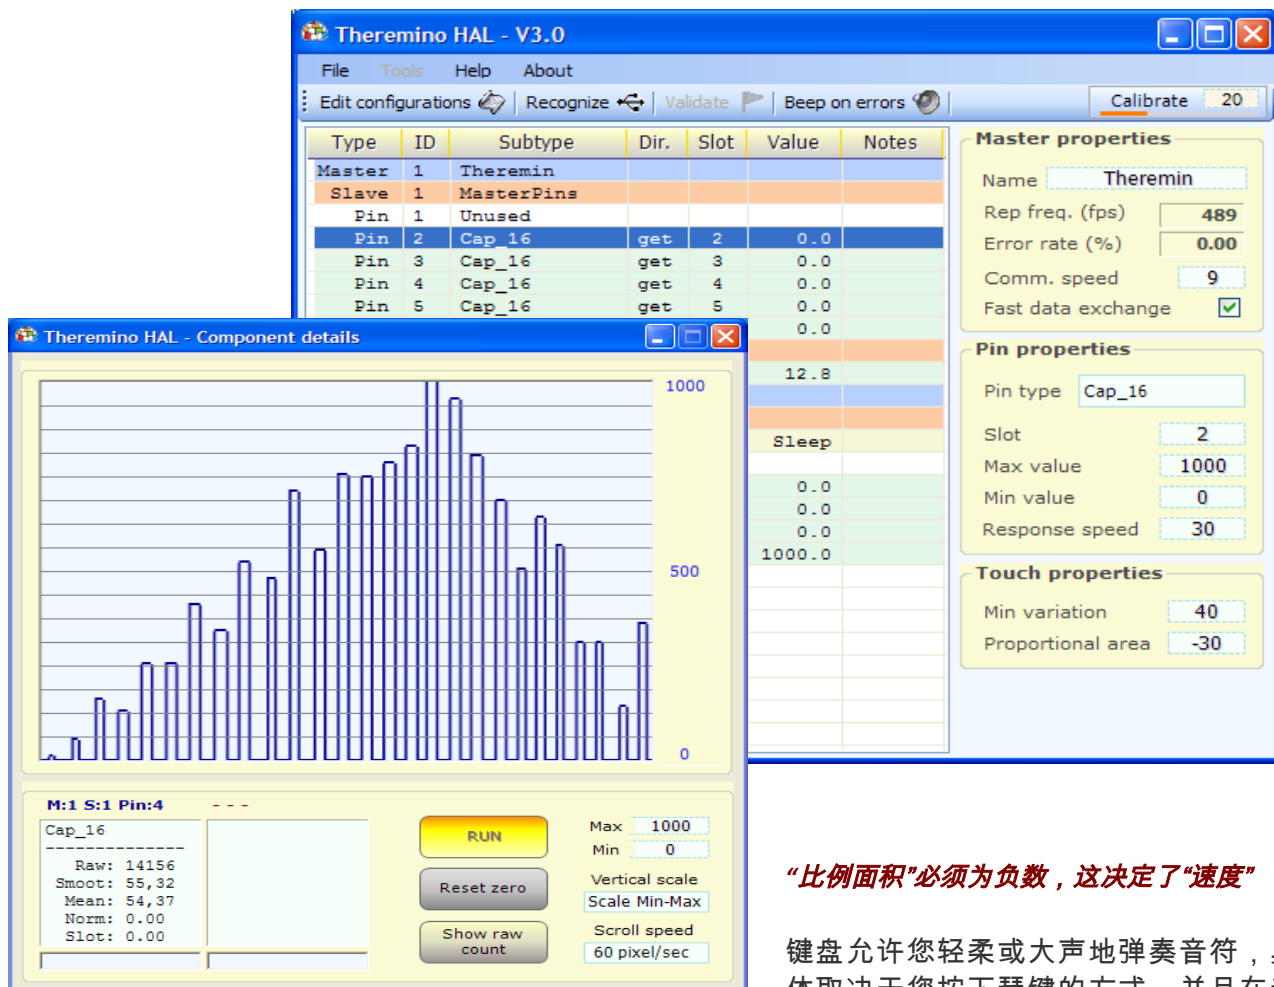 Theremino HAL - V3.0
File Tools Help About
Edit configurations Recognize Validate Beep on errors Calibrate 20
Type ID Subtype Dir. Slot Value Notes
Master 1 Theremin
Slave 1 MasterPins
Pin 1 Unused
Pin 2 Cap_16 get 2 0.0
Pin 3 Cap_16 get 3 0.0
Pin 4 Cap_16 get 4 0.0
Pin 5 Cap_16 get 5 0.0
0.0
12.8
Sleep
0.0
0.0
0.0
1000.0
Master properties
Name Theremin
Rep freq. (fps) 489
Error rate (%) 0.00
Comm. speed 9
Fast data exchange
Pin properties
Pin type Cap_16
Slot 2
Max value 1000
Min value 0
Response speed 30
Touch properties
Min variation 40
Proportional area -30
Theremino HAL - Component details
1000
500
0
M:1 S:1 Pin:4 - - -
Cap_16
--------------
Raw: 14156
Smoot: 55,32
Mean: 54,37
Norm: 0.00
Slot: 0.00
RUN
Reset zero
Show raw count
Max 1000
Min 0
Vertical scale
Scale Min-Max
Scroll speed
60 pixel/sec
“比例面积”必须为负数，这决定了“速度”
键盘允许您轻柔或大声地弹奏音符，